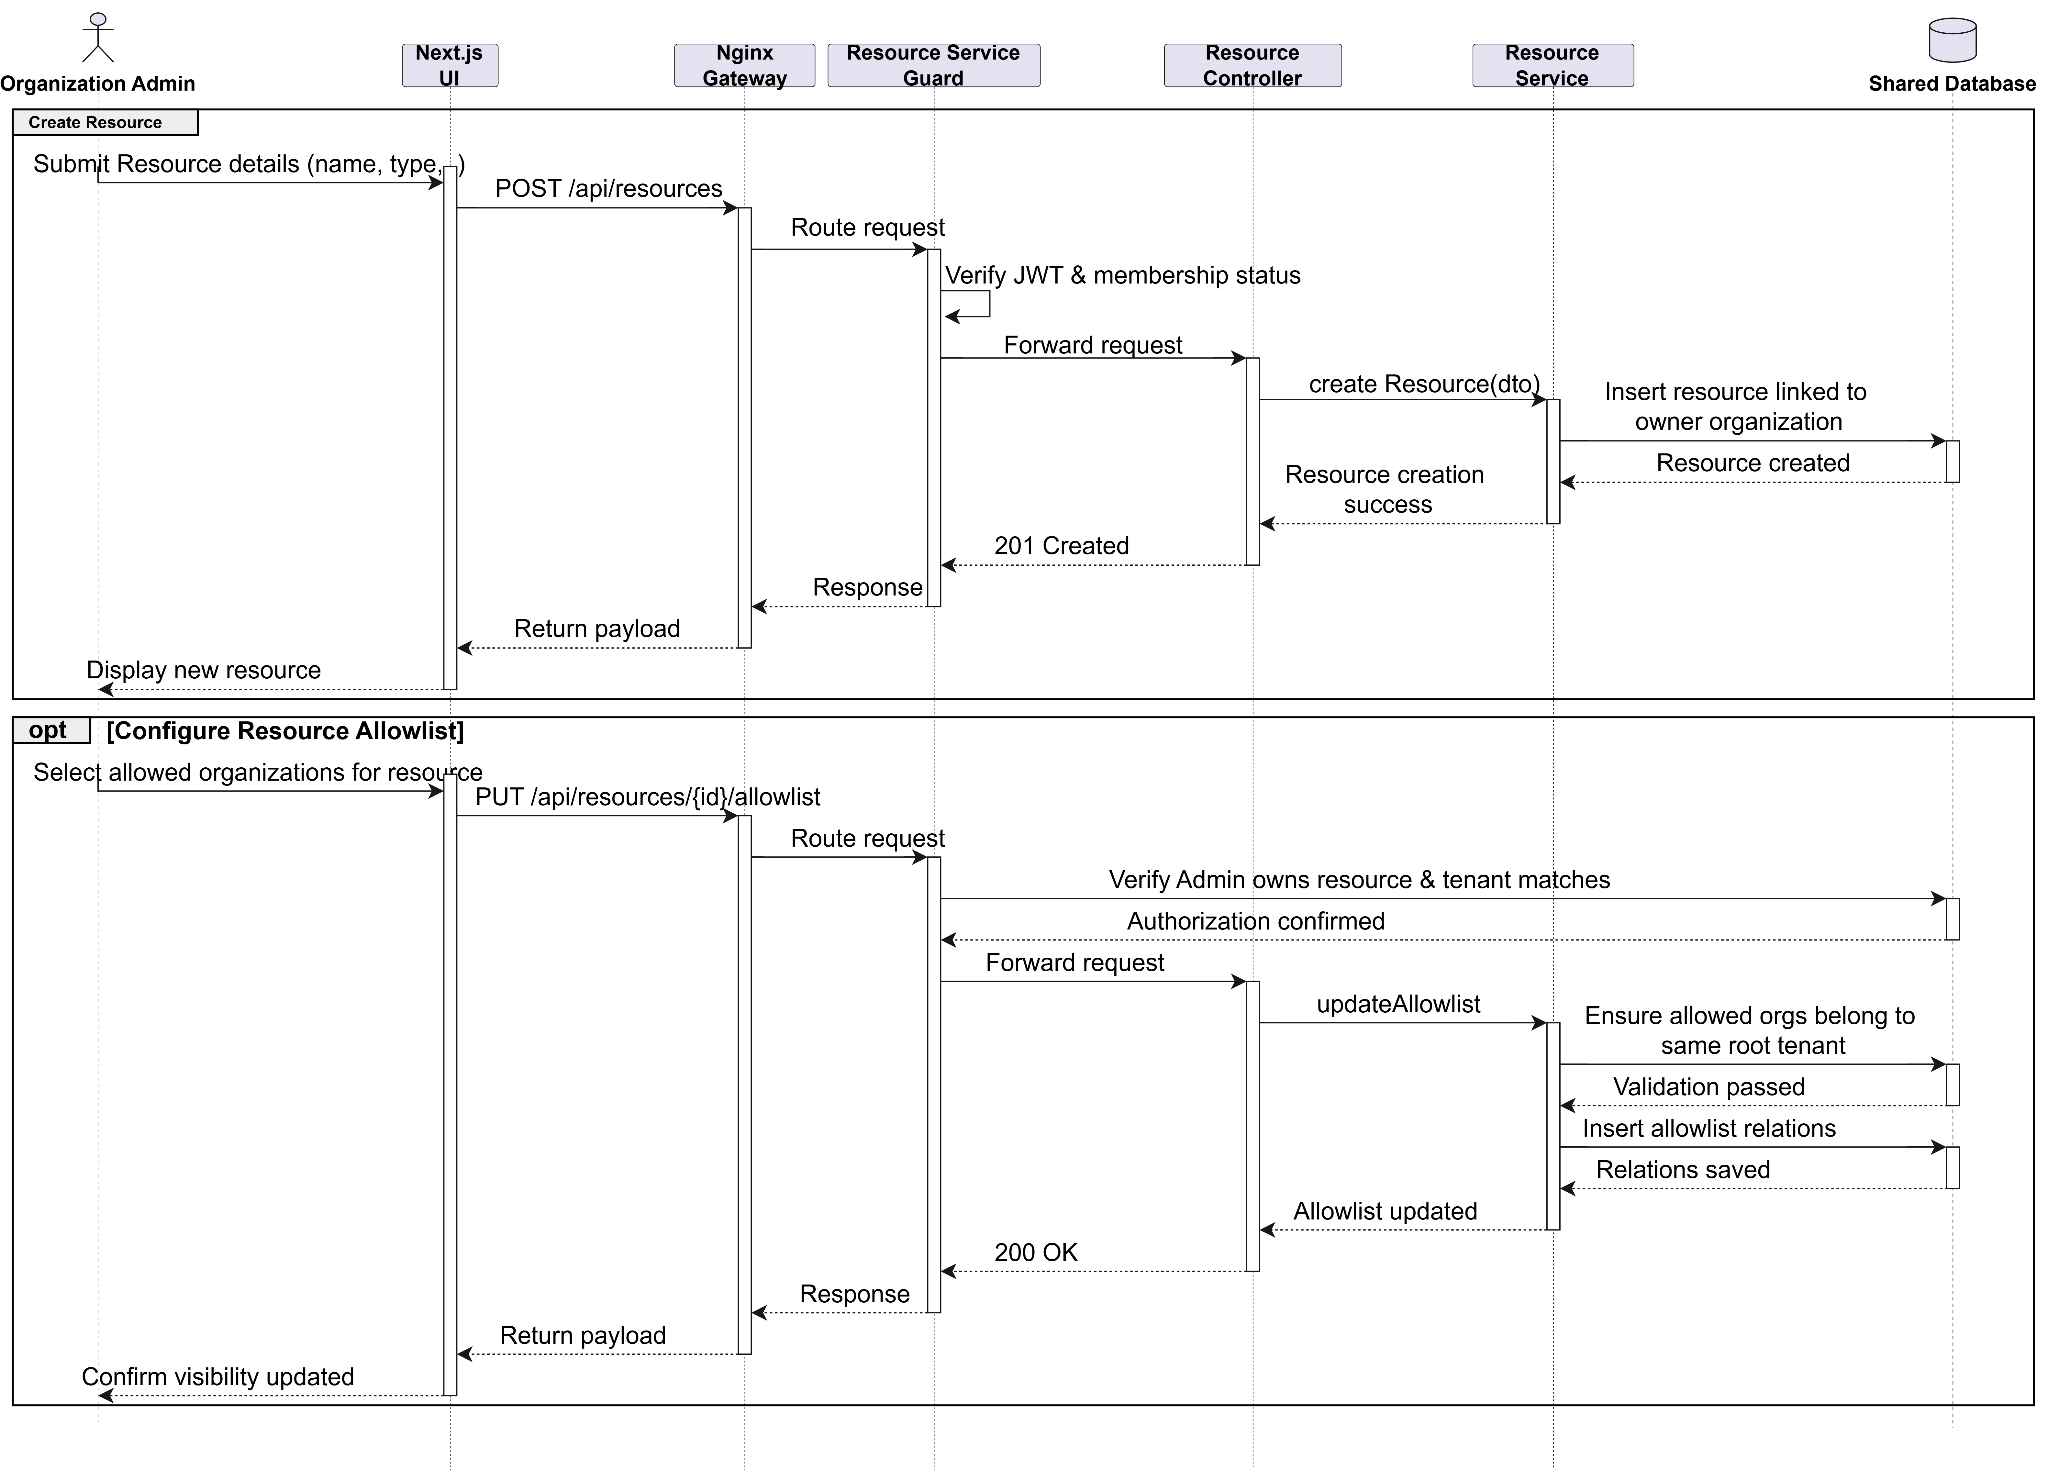 Organization Admin
Next.js
UI
Nginx
Gateway
Resource Service
Guard
Resource
Controller
Resource
Service
Shared Database
Create Resource
Submit Resource details (name, type, )
POST /api/resources
Route request
Verify JWT & membership status
Forward request
create Resource(dto)
Insert resource linked to
owner organization
Resource created
Resource creation
success
201 Created
Response
Return payload
Display new resource
opt
[Configure Resource Allowlist]
Select allowed organizations for resource
PUT /api/resources/{id}/allowlist
Route request
Verify Admin owns resource & tenant matches
Authorization confirmed
Forward request
updateAllowlist
Ensure allowed orgs belong to
same root tenant
Validation passed
Insert allowlist relations
Relations saved
Allowlist updated
200 OK
Response
Return payload
Confirm visibility updated